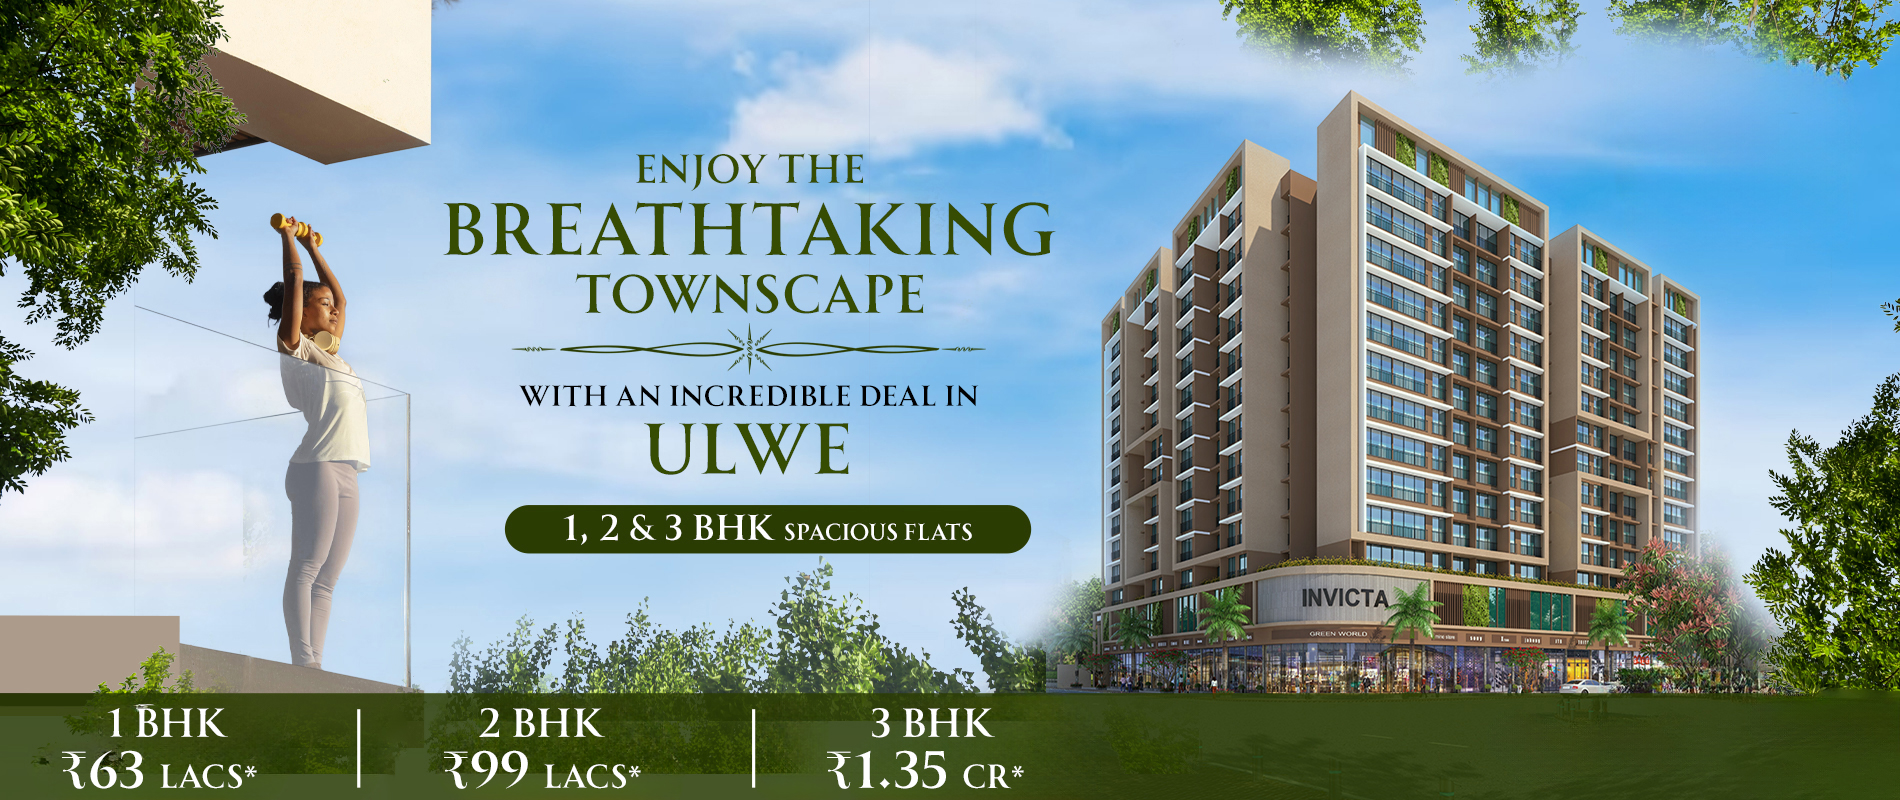 ENJOY THE
BREATHTAKING
TOWNSCAPE
WITH AN INCREDIBLE DEAL IN
ULWE
1, 2 & 3 BHK SPACIOUS FLATS
INVICTA
GREEN WORLD
1 BHK
₹63 LACS*
2 BHK
₹99 LACS*
3 BHK
₹1.35 CR*